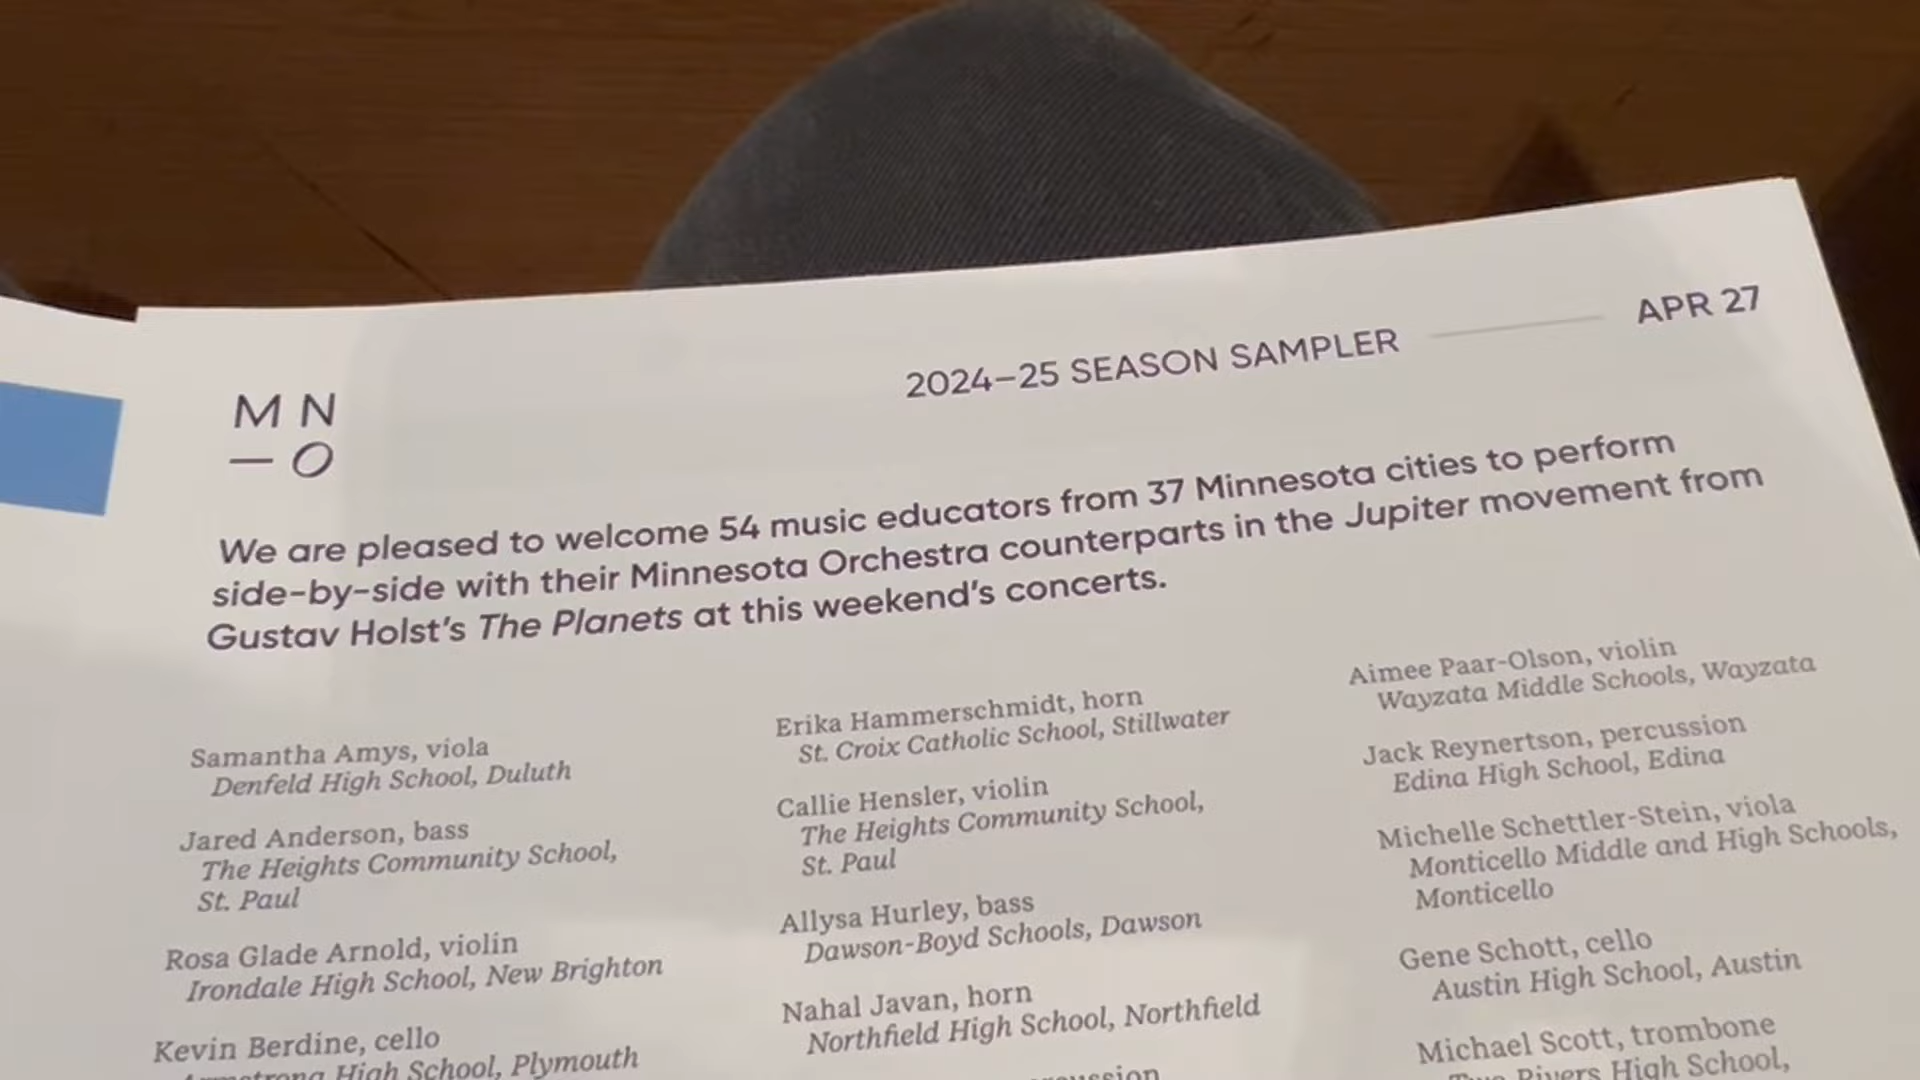 M N
— O
2024–25 SEASON SAMPLER
APR 27
We are pleased to welcome 54 music educators from 37 Minnesota cities to perform
side-by-side with their Minnesota Orchestra counterparts in the Jupiter movement from
Gustav Holst's The Planets at this weekend's concerts.
Samantha Amys, viola
Denfeld High School, Duluth
Jared Anderson, bass
The Heights Community School,
St. Paul
Rosa Glade Arnold, violin
Irondale High School, New Brighton
Kevin Berdine, cello
Armstrong High School, Plymouth
Erika Hammerschmidt, horn
St. Croix Catholic School, Stillwater
Callie Hensler, violin
The Heights Community School,
St. Paul
Allysa Hurley, bass
Dawson-Boyd Schools, Dawson
Nahal Javan, horn
Northfield High School, Northfield
Aimee Paar-Olson, violin
Wayzata Middle Schools, Wayzata
Jack Reynertson, percussion
Edina High School, Edina
Michelle Schettler-Stein, viola
Monticello Middle and High Schools,
Monticello
Gene Schott, cello
Austin High School, Austin
Michael Scott, trombone
Two Rivers High School,